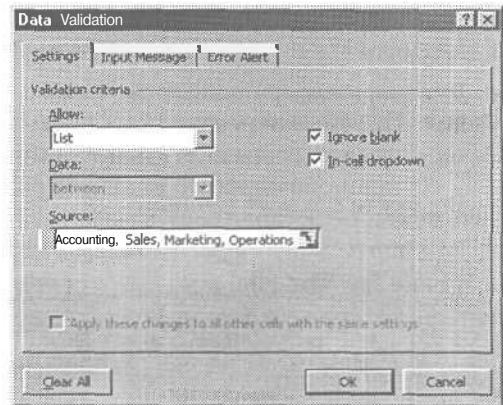 Data Validation
Settings Input Message Error Alert
Validation criteria
Allow:
List
Ignore blank
Data:
In-cell dropdown
between
Source:
Accounting, Sales, Marketing, Operations
Apply these changes to all other cells with the same settings
Clear All OK Cancel